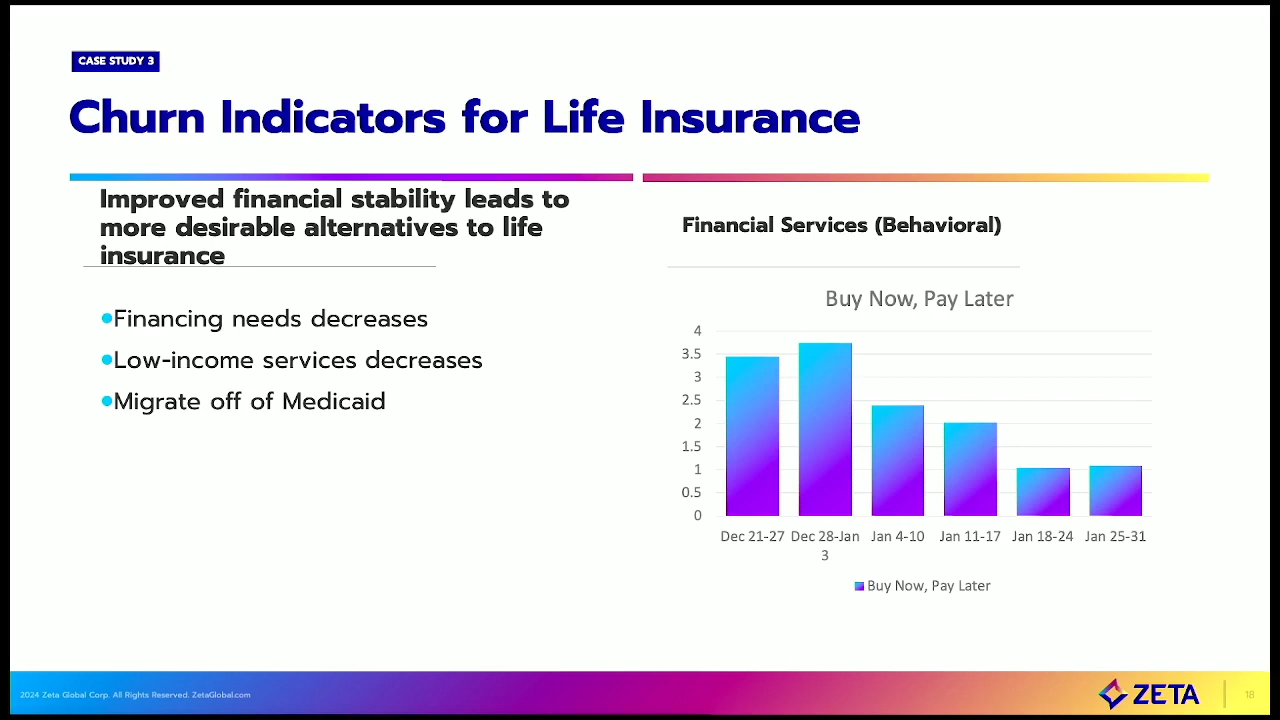 CASE STUDY 3
Churn Indicators for Life Insurance
Improved financial stability leads to
more desirable alternatives to life
insurance
•Financing needs decreases
•Low-income services decreases
•Migrate off of Medicaid
Financial Services (Behavioral)
Buy Now, Pay Later
4
3.5
3
2.5
2
1.5
1
0.5
0
Dec 21-27 Dec 28-Jan Jan 4-10 Jan 11-17 Jan 18-24 Jan 25-31
3
Buy Now, Pay Later
2024 Zeta Global Corp. All Rights Reserved. ZetaGlobal.com
ZETA
18